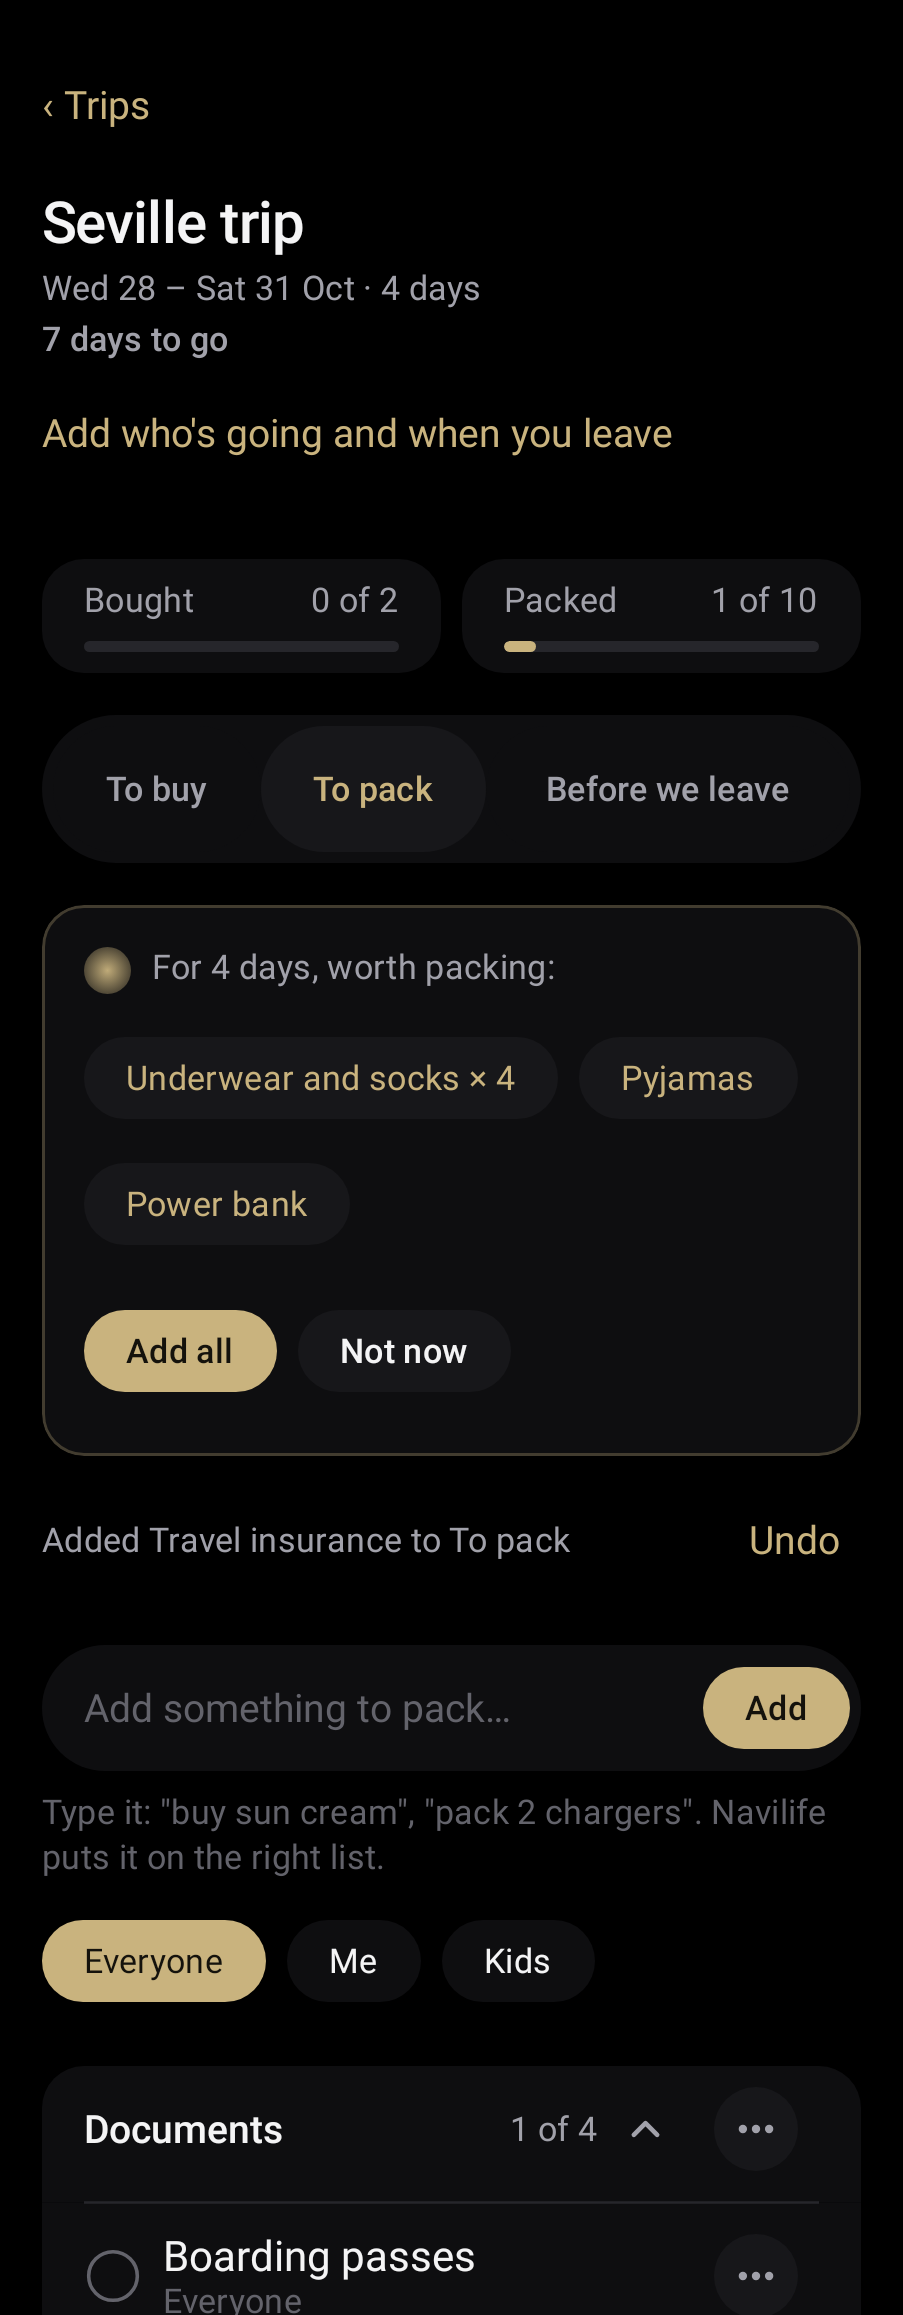 ‹ Trips
Seville trip
Wed 28 – Sat 31 Oct · 4 days
7 days to go
Add who's going and when you leave
Bought 0 of 2
Packed 1 of 10
To buy To pack Before we leave
For 4 days, worth packing:
Underwear and socks × 4 Pyjamas
Power bank
Add all Not now
Added Travel insurance to To pack Undo
Add something to pack… Add
Type it: "buy sun cream", "pack 2 chargers". Navilife
puts it on the right list.
Everyone Me Kids
Documents 1 of 4
Boarding passes
Everyone